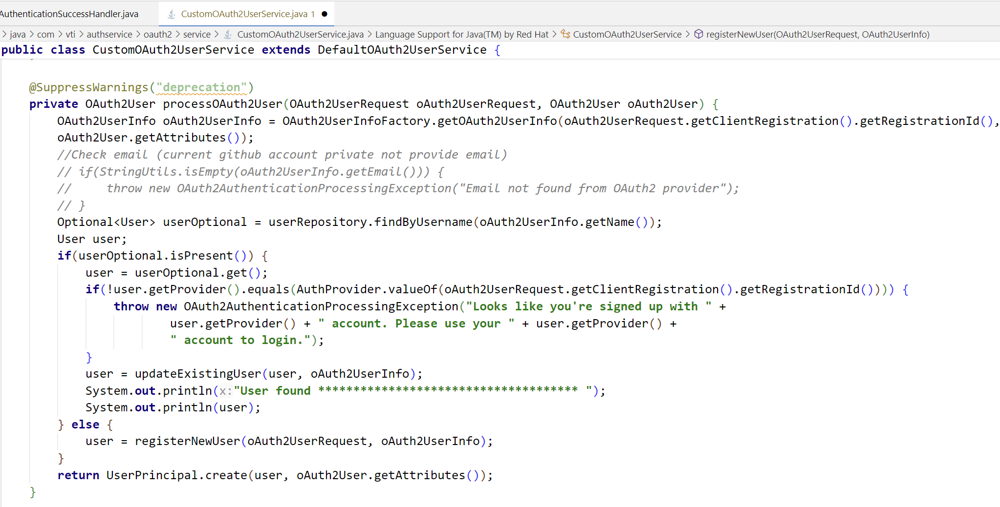 AuthenticationSuccessHandler.java CustomOAuth2UserService.java 1 ●
> java > com > vti > authservice > oauth2 > service > CustomOAuth2UserService.java > Language Support for Java(TM) by Red Hat > CustomOAuth2UserService > registerNewUser(OAuth2UserRequest, OAuth2UserInfo)
public class CustomOAuth2UserService extends DefaultOAuth2UserService {
@SuppressWarnings("deprecation")
private OAuth2User processOAuth2User(OAuth2UserRequest oAuth2UserRequest, OAuth2User oAuth2User) {
OAuth2UserInfo oAuth2UserInfo = OAuth2UserInfoFactory.getOAuth2UserInfo(oAuth2UserRequest.getClientRegistration().getRegistrationId(),
oAuth2User.getAttributes());
//Check email (current github account private not provide email)
// if(StringUtils.isEmpty(oAuth2UserInfo.getEmail())) {
//     throw new OAuth2AuthenticationProcessingException("Email not found from OAuth2 provider");
// }
Optional<User> userOptional = userRepository.findByUsername(oAuth2UserInfo.getName());
User user;
if(userOptional.isPresent()) {
user = userOptional.get();
if(!user.getProvider().equals(AuthProvider.valueOf(oAuth2UserRequest.getClientRegistration().getRegistrationId()))) {
throw new OAuth2AuthenticationProcessingException("Looks like you're signed up with " +
user.getProvider() + " account. Please use your " + user.getProvider() +
" account to login.");
}
user = updateExistingUser(user, oAuth2UserInfo);
System.out.println(x:"User found ************************************* ");
System.out.println(user);
} else {
user = registerNewUser(oAuth2UserRequest, oAuth2UserInfo);
}
return UserPrincipal.create(user, oAuth2User.getAttributes());
}